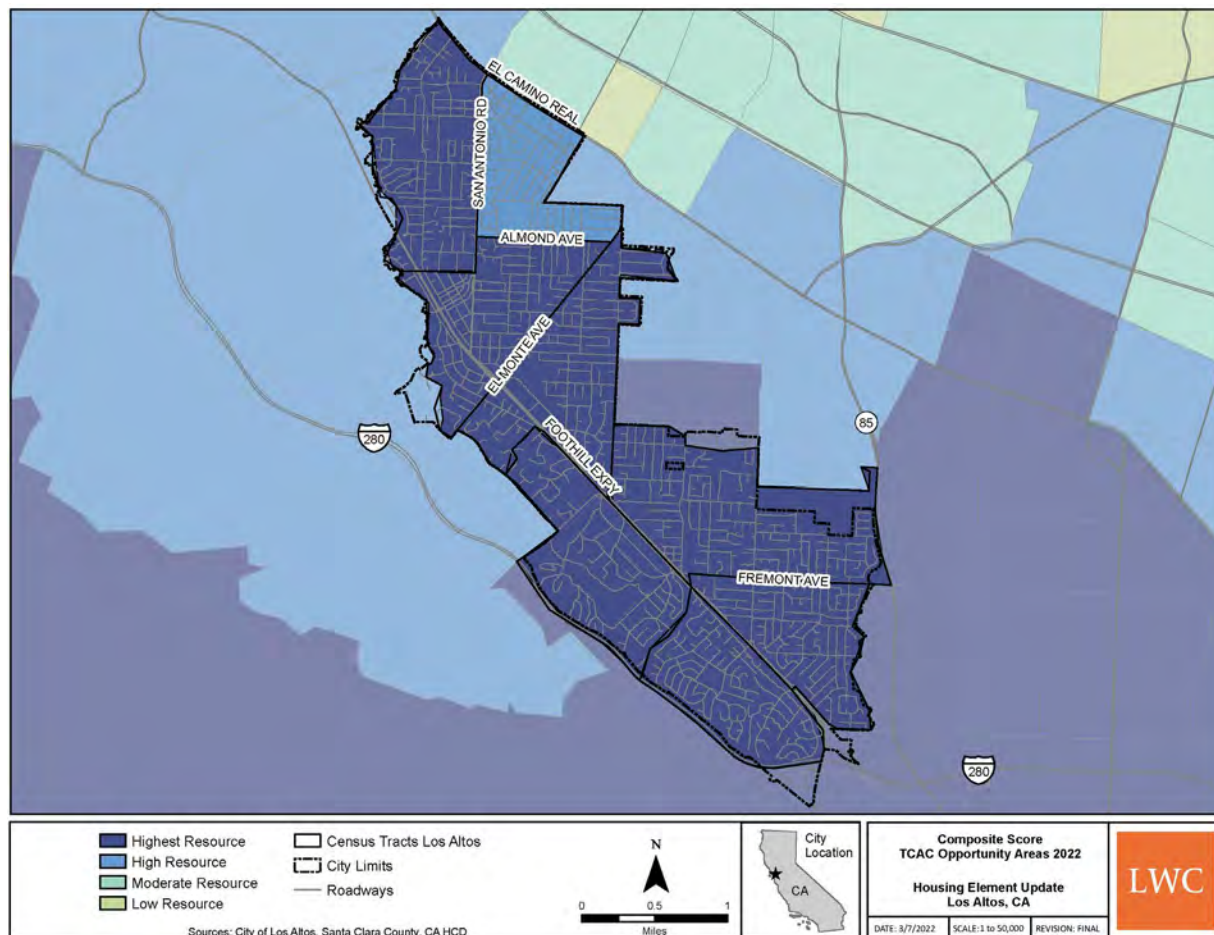 EL CAMINO REAL
SAN ANTONIO RD
ALMOND AVE
EL MONTE AVE
FOOTHILL EXPY
280
85
FREMONT AVE
280
Highest Resource
High Resource
Moderate Resource
Low Resource
Census Tracts Los Altos
City Limits
Roadways
N
0 0.5 1
Miles
Sources: City of Los Altos, Santa Clara County, CA HCD
City
Location
CA
Composite Score
TCAC Opportunity Areas 2022
Housing Element Update
Los Altos, CA
DATE: 3/7/2022 SCALE:1 to 50,000 REVISION: FINAL
LWC